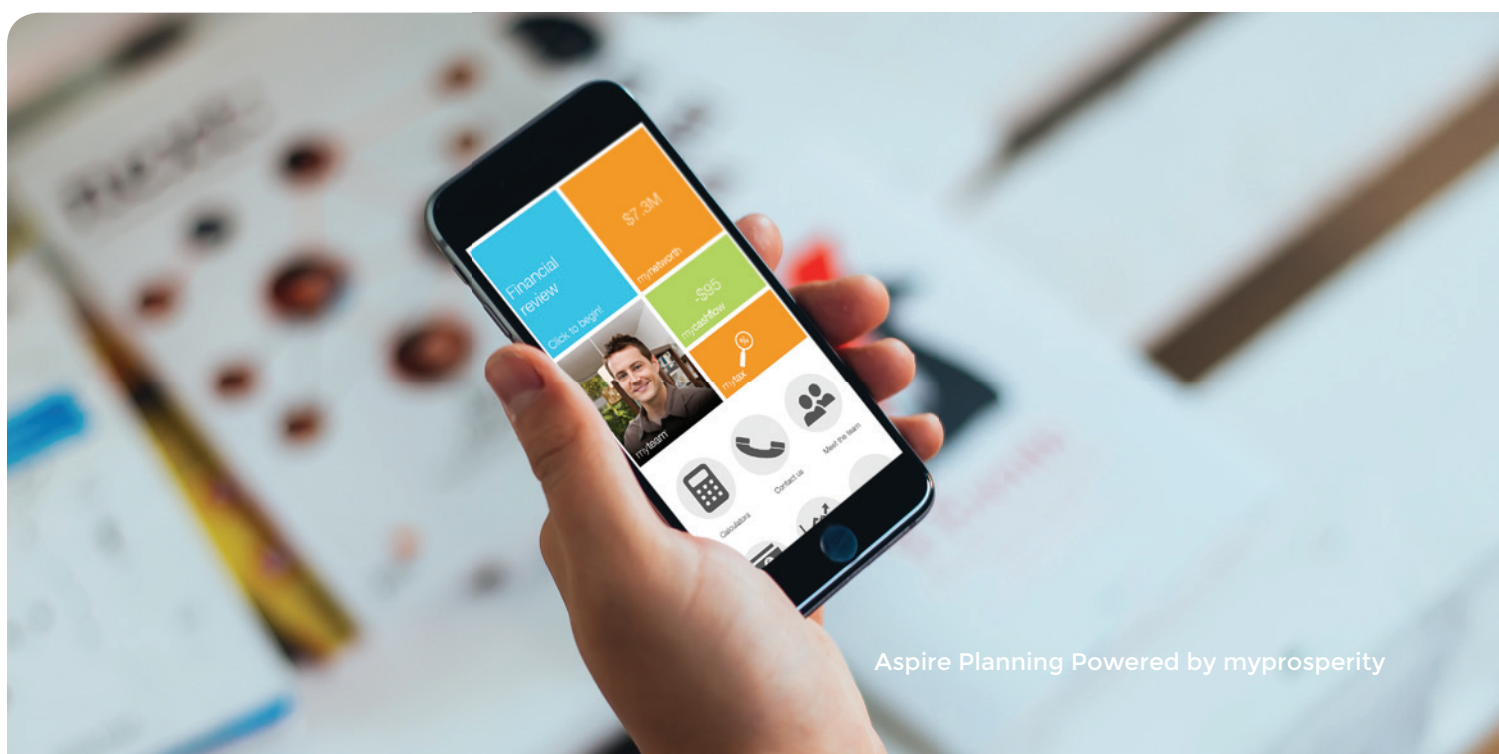 Financial
review
Click to begin!
$7.3M
mynetworth
-$95
mycashflow
myteam
mytax
Calculators
Contact us
Meet the team
Aspire Planning Powered by myprosperity